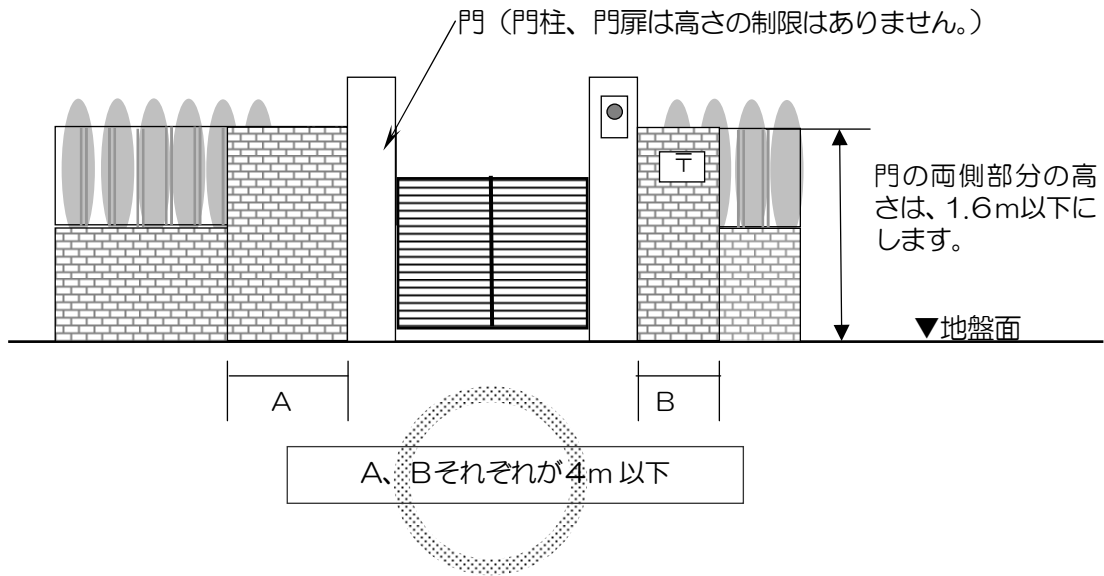 門（門柱、門扉は高さの制限はありません。）
〒
門の両側部分の高
さは、1.6m以下に
します。
▼地盤面
A
B
A、Bそれぞれが4m以下